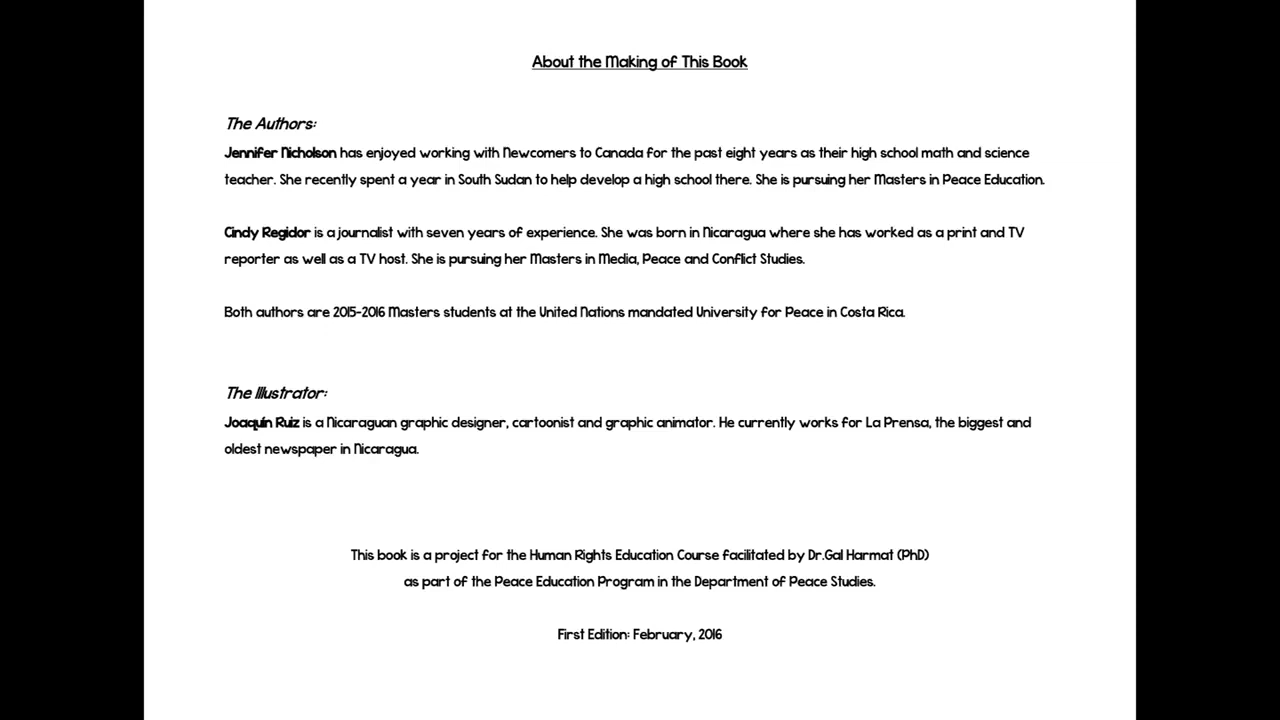 About the Making of This Book
The Authors:
Jennifer Nicholson has enjoyed working with Newcomers to Canada for the past eight years as their high school math and science
teacher. She recently spent a year in South Sudan to help develop a high school there. She is pursuing her Masters in Peace Education.
Cindy Regidor is a journalist with seven years of experience. She was born in Nicaragua where she has worked as a print and TV
reporter as well as a TV host. She is pursuing her Masters in Media, Peace and Conflict Studies.
Both authors are 2015-2016 Masters students at the United Nations mandated University for Peace in Costa Rica.
The Illustrator:
Joaquín Ruiz is a Nicaraguan graphic designer, cartoonist and graphic animator. He currently works for La Prensa, the biggest and
oldest newspaper in Nicaragua.
This book is a project for the Human Rights Education Course facilitated by Dr.Gal Harmat (PhD)
as part of the Peace Education Program in the Department of Peace Studies.
First Edition: February, 2016